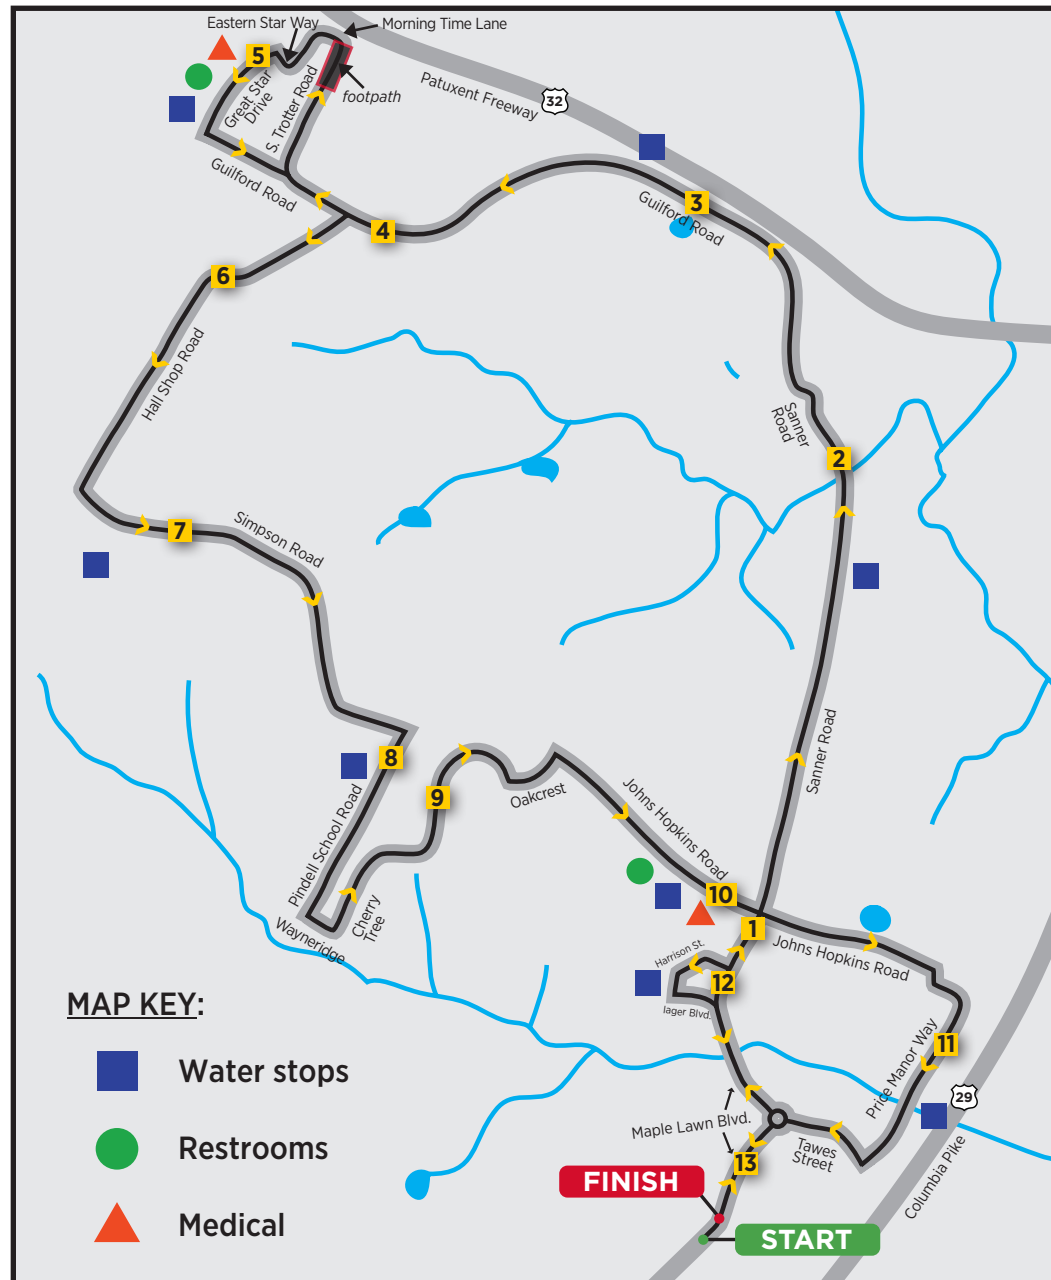 Eastern Star Way
Morning Time Lane
5
Great Star
Drive
S. Trotter Road
footpath
Patuxent Freeway
32
Guilford Road
4
3
Guilford Road
6
Hall Shop Road
Sanner
Road
2
7
Simpson Road
Sanner Road
8
9
Oakcrest
Pindell School Road
Johns Hopkins Road
10
Wayneridge
Cherry
Tree
1
Johns Hopkins Road
Harrison St.
12
Iager Blvd.
11
Price Manor Way
29
Columbia Pike
Maple Lawn Blvd.
Tawes
Street
13
FINISH
START
MAP KEY:
Water stops
Restrooms
Medical